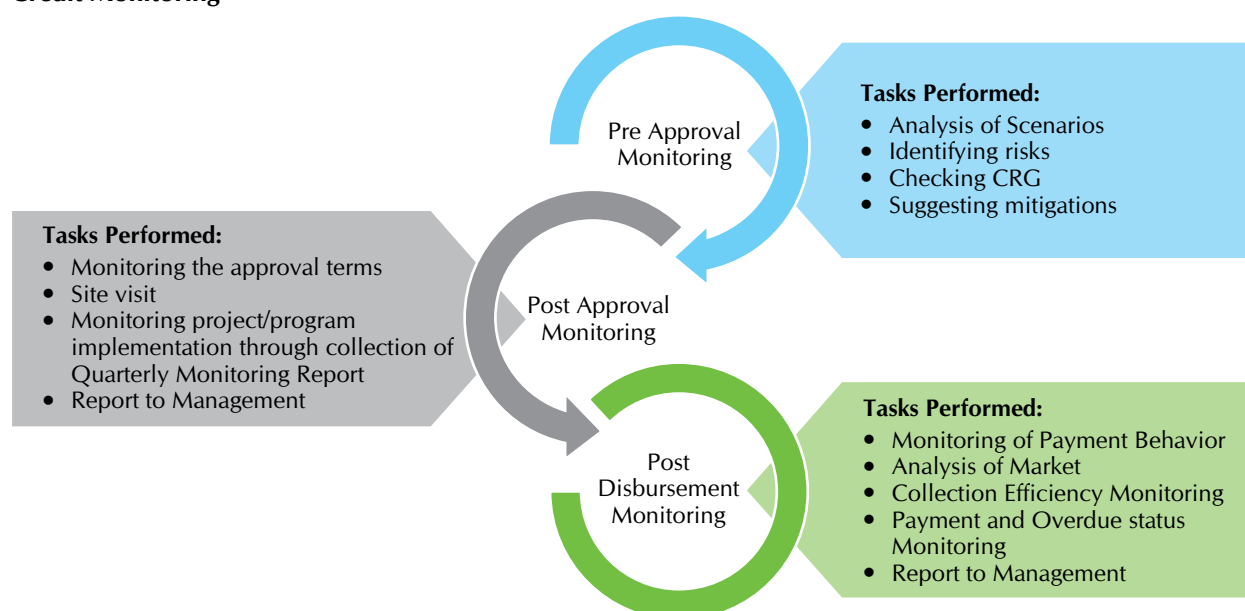 Pre Approval
Monitoring
Tasks Performed:
• Analysis of Scenarios
• Identifying risks
• Checking CRG
• Suggesting mitigations
Tasks Performed:
• Monitoring the approval terms
• Site visit
• Monitoring project/program
implementation through collection of
Quarterly Monitoring Report
• Report to Management
Post Approval
Monitoring
Post
Disbursement
Monitoring
Tasks Performed:
• Monitoring of Payment Behavior
• Analysis of Market
• Collection Efficiency Monitoring
• Payment and Overdue status
Monitoring
• Report to Management